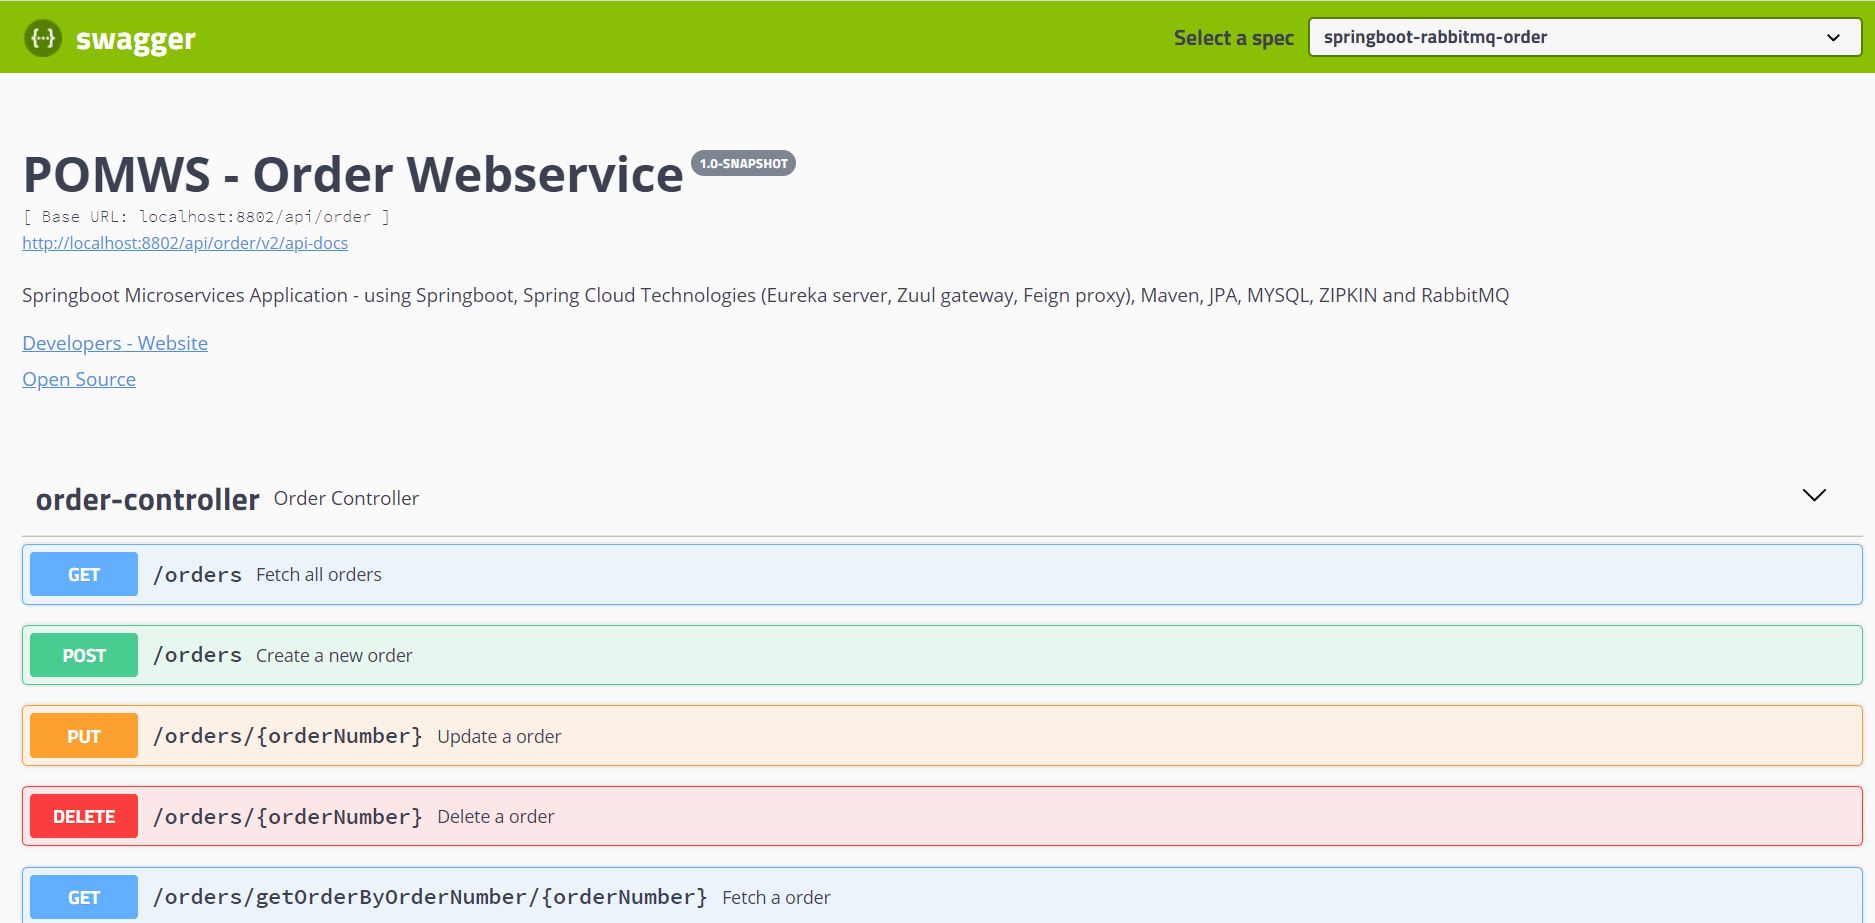 {···} swagger
Select a spec springboot-rabbitmq-order
POMWS - Order Webservice 1.0-SNAPSHOT
[ Base URL: localhost:8802/api/order ]
http://localhost:8802/api/order/v2/api-docs
Springboot Microservices Application - using Springboot, Spring Cloud Technologies (Eureka server, Zuul gateway, Feign proxy), Maven, JPA, MYSQL, ZIPKIN and RabbitMQ
Developers - Website
Open Source
order-controller Order Controller
GET /orders Fetch all orders
POST /orders Create a new order
PUT /orders/{orderNumber} Update a order
DELETE /orders/{orderNumber} Delete a order
GET /orders/getOrderByOrderNumber/{orderNumber} Fetch a order